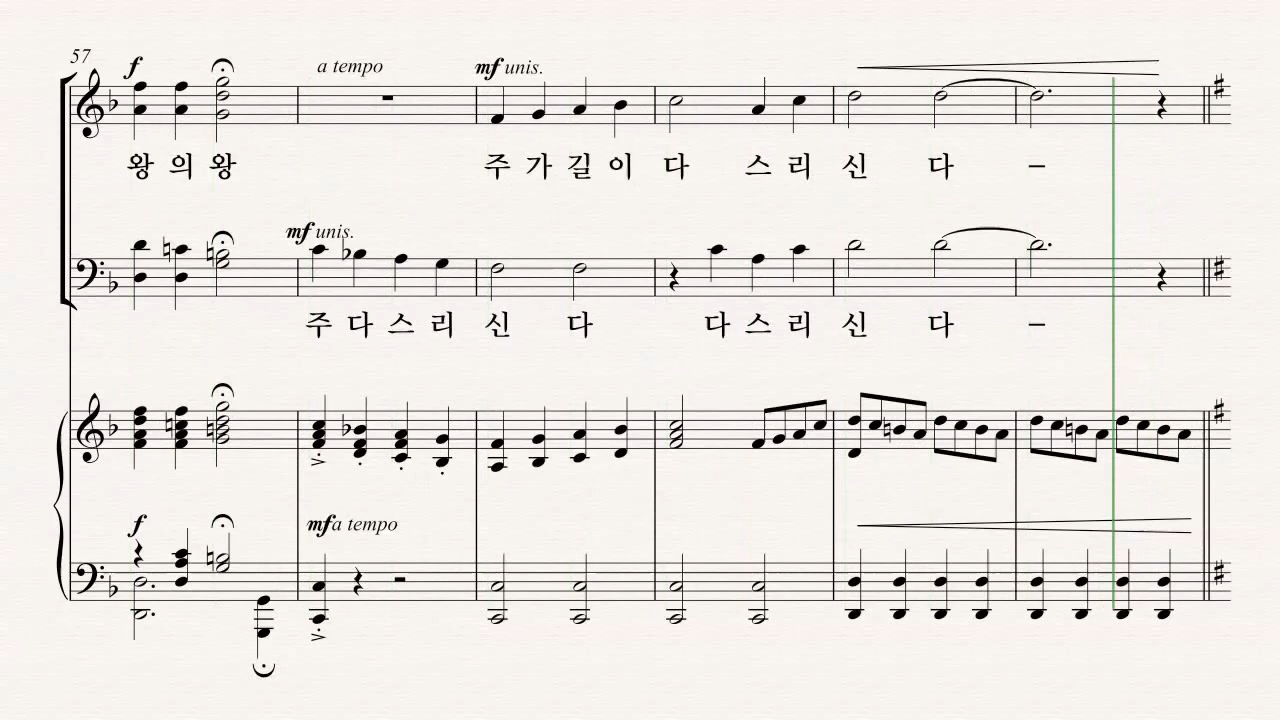 57
f a tempo mf unis.
왕 의 왕 주 가 길 이 다 스 리 신 다 –
mf unis.
주 다 스 리 신 다 다 스 리 신 다 –
f mf a tempo